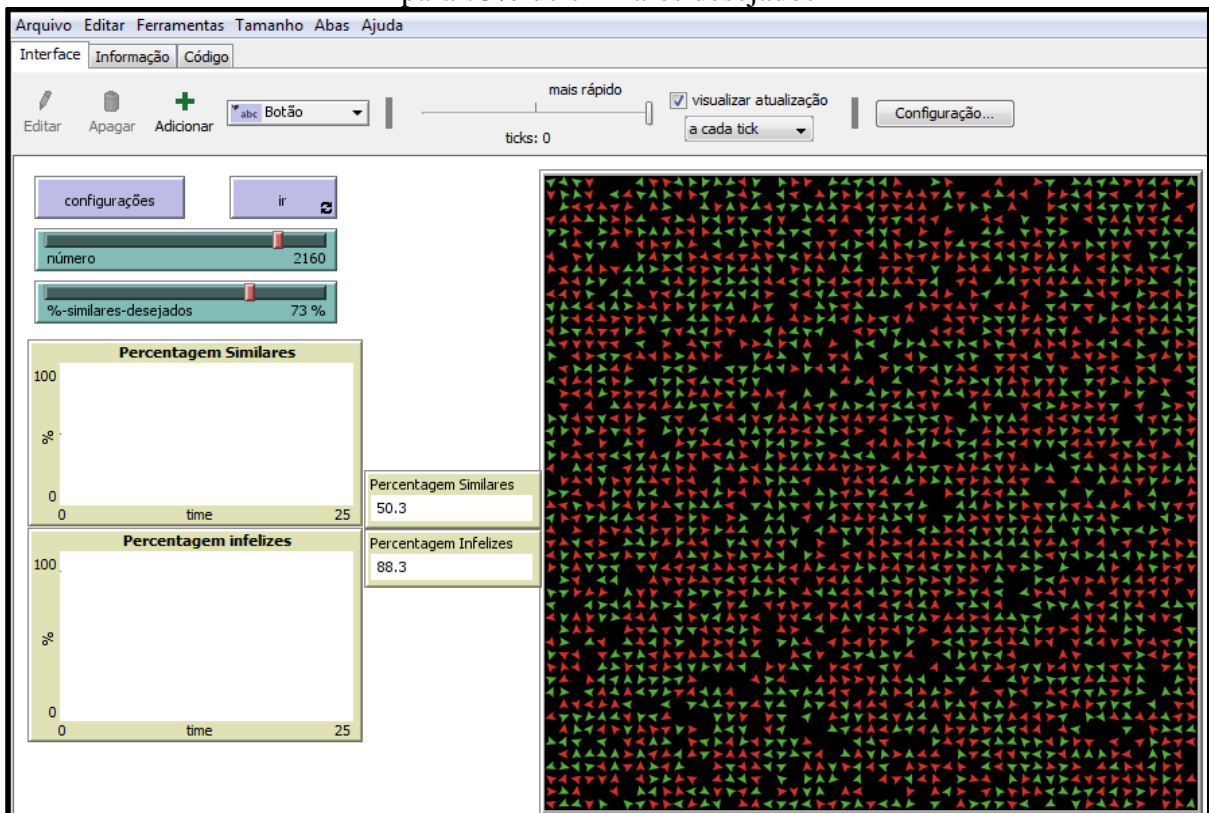 Arquivo Editar Ferramentas Tamanho Abas Ajuda
Interface Informação Código
Editar Apagar Adicionar abc Botão mais rápido ticks: 0 visualizar atualização a cada tick Configuração...
configurações ir
número 2160
%-similares-desejados 73 %
Percentagem Similares
100
%
0
0 time 25
Percentagem Similares
50.3
Percentagem infelizes
100
%
0
0 time 25
Percentagem Infelizes
88.3